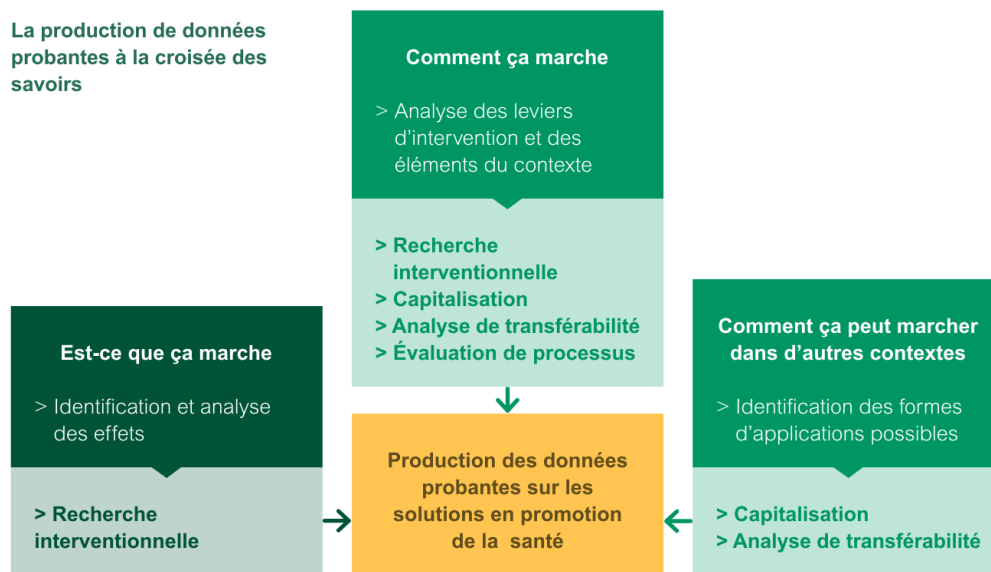 La production de données
probantes à la croisée des
savoirs
Comment ça marche
> Analyse des leviers
d'intervention et des
éléments du contexte
> Recherche
interventionnelle
> Capitalisation
> Analyse de transférabilité
> Évaluation de processus
Est-ce que ça marche
> Identification et analyse
des effets
> Recherche
interventionnelle
Comment ça peut marcher
dans d'autres contextes
> Identification des formes
d'applications possibles
> Capitalisation
> Analyse de transférabilité
Production des données
probantes sur les
solutions en promotion
de la  santé